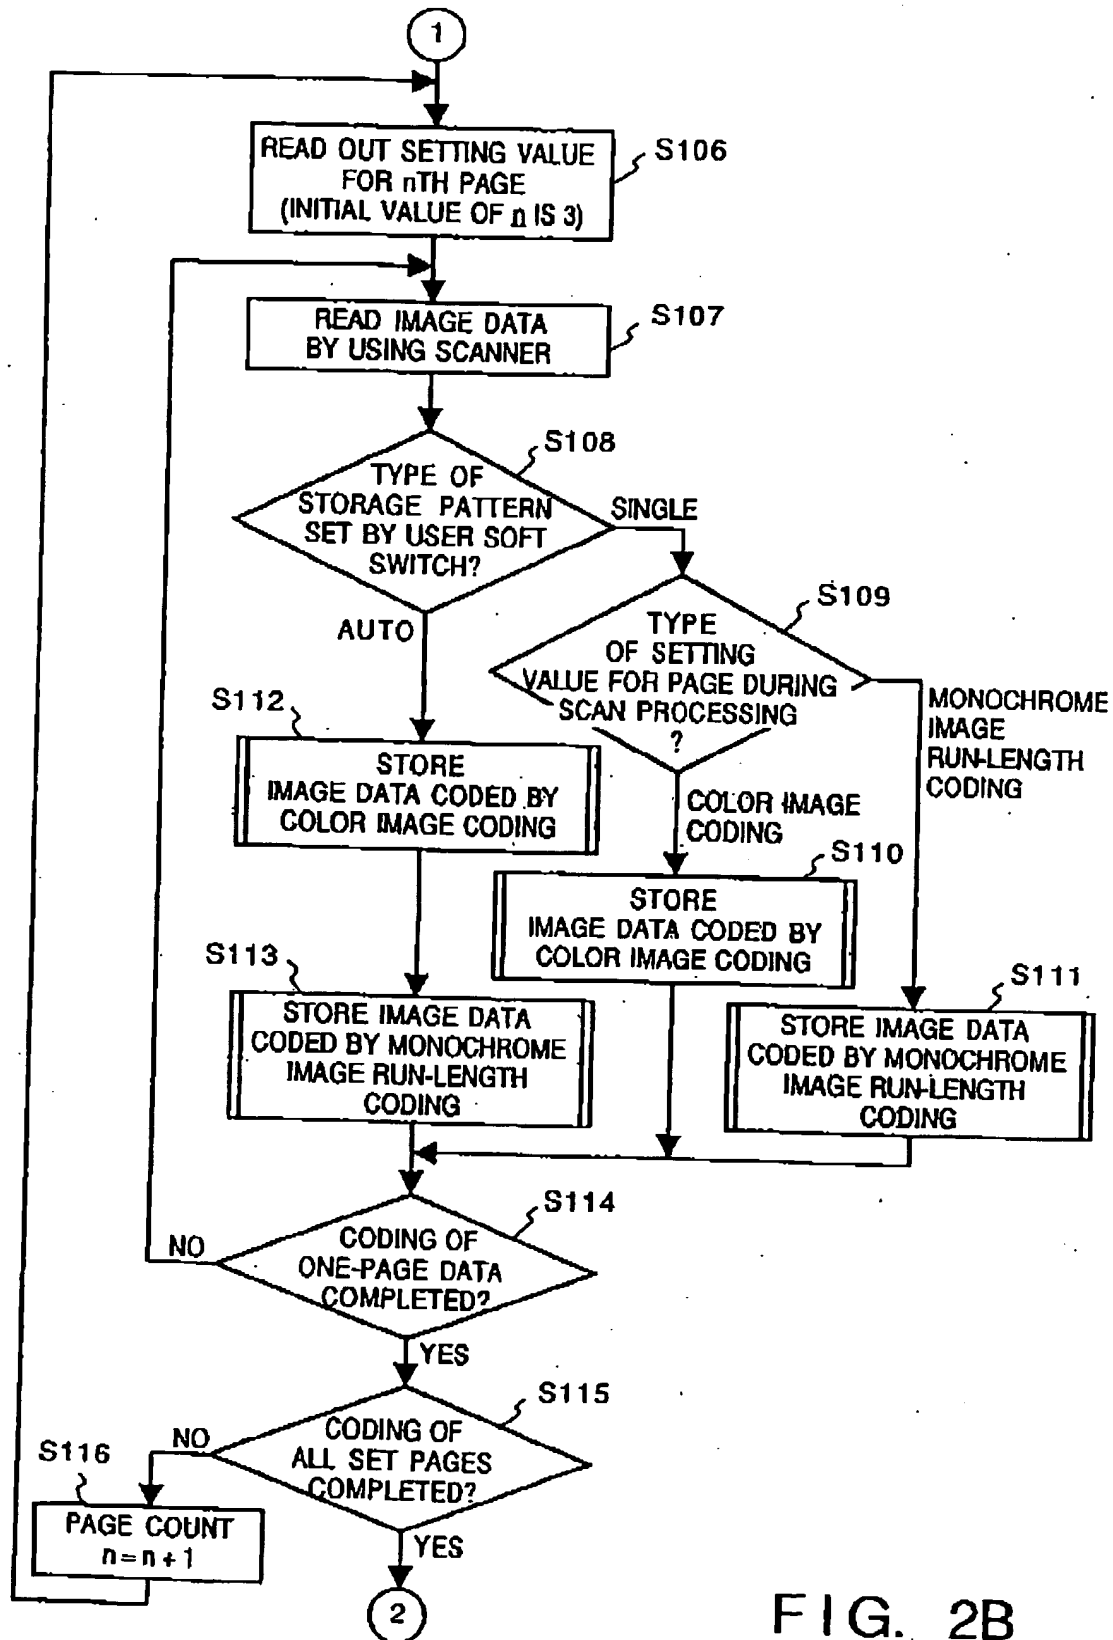 1
READ OUT SETTING VALUE
FOR nTH PAGE
(INITIAL VALUE OF n IS 3)
S106
READ IMAGE DATA
BY USING SCANNER
S107
TYPE OF
STORAGE PATTERN
SET BY USER SOFT
SWITCH?
S108
SINGLE
AUTO
TYPE
OF SETTING
VALUE FOR PAGE DURING
SCAN PROCESSING
?
S109
MONOCHROME
IMAGE
RUN-LENGTH
CODING
COLOR IMAGE
CODING
S112
STORE
IMAGE DATA CODED BY
COLOR IMAGE CODING
S110
STORE
IMAGE DATA CODED BY
COLOR IMAGE CODING
S113
STORE IMAGE DATA
CODED BY MONOCHROME
IMAGE RUN-LENGTH
CODING
S111
STORE IMAGE DATA
CODED BY MONOCHROME
IMAGE RUN-LENGTH
CODING
S114
CODING OF
ONE-PAGE DATA
COMPLETED?
NO
YES
S115
CODING OF
ALL SET PAGES
COMPLETED?
NO
YES
S116
PAGE COUNT
n=n+1
2
FIG. 2B